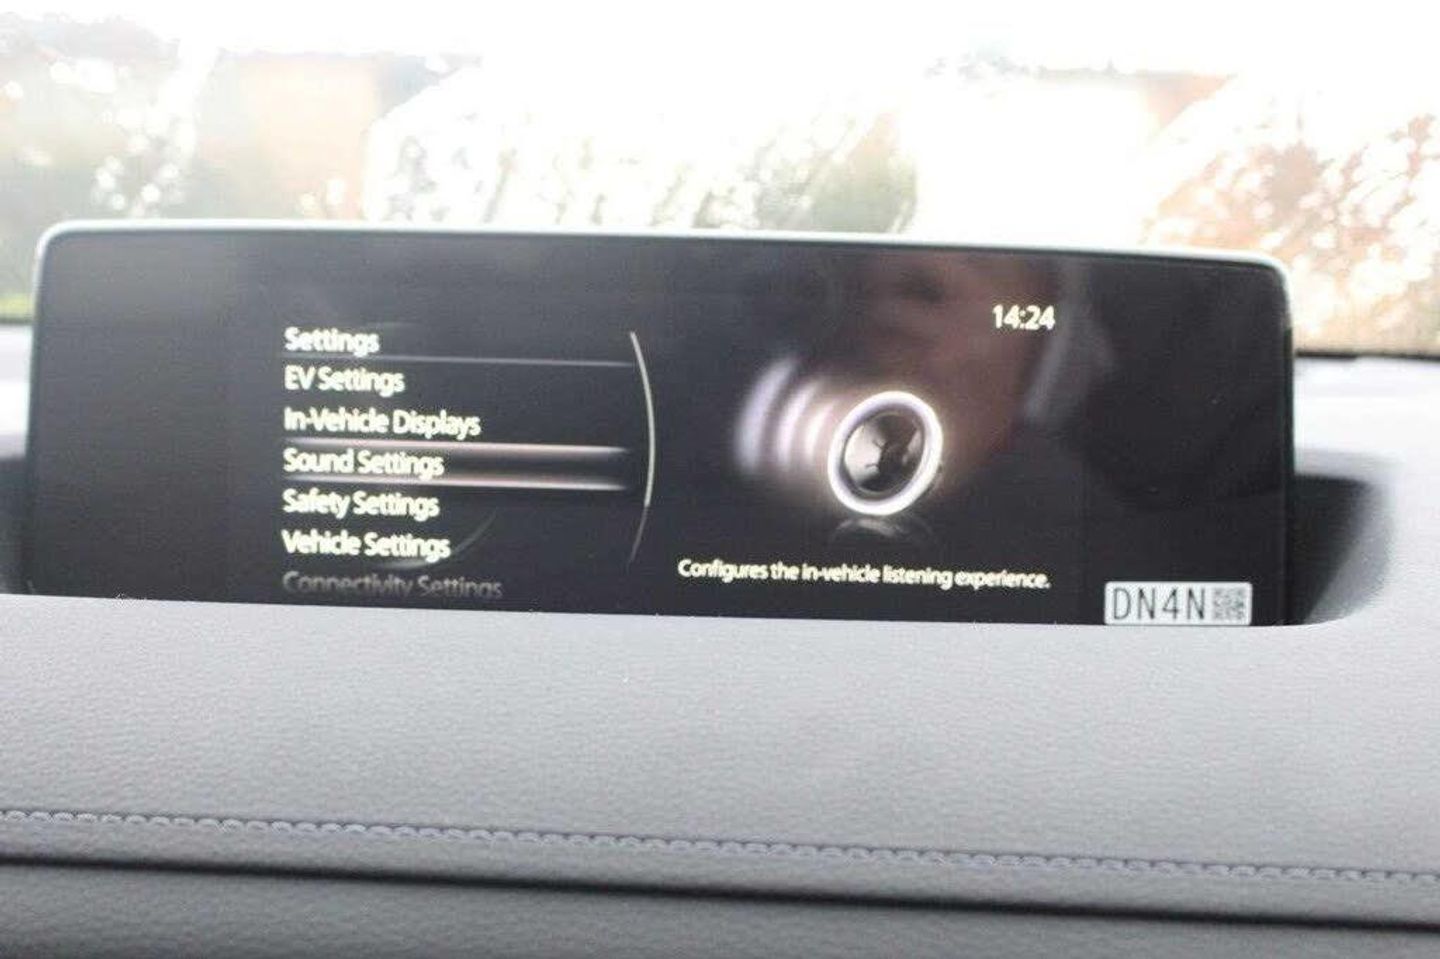 14:24
Settings
EV Settings
In-Vehicle Displays
Sound Settings
Safety Settings
Vehicle Settings
Connectivity Settings
Configures the in-vehicle listening experience.
DN4N